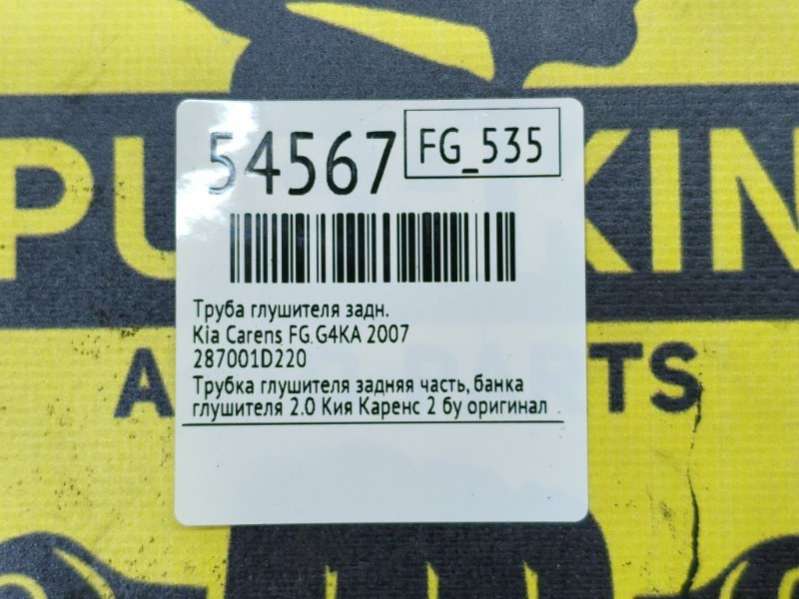 54567
FG_535
Труба глушителя задн.
Kia Carens FG. G4KA 2007
287001D220
Трубка глушителя задняя часть, банка
глушителя 2.0 Кия Каренс 2 бу оригинал